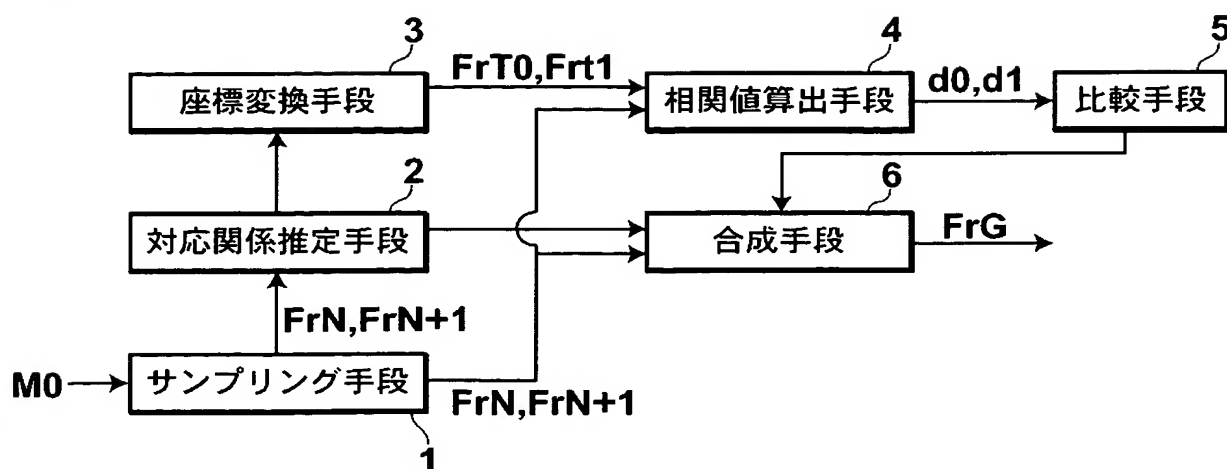 3
座標変換手段
FrT0,Frt1
4
相関値算出手段
d0,d1
5
比較手段
2
対応関係推定手段
6
合成手段
FrG
FrN,FrN+1
M0
サンプリング手段
FrN,FrN+1
1